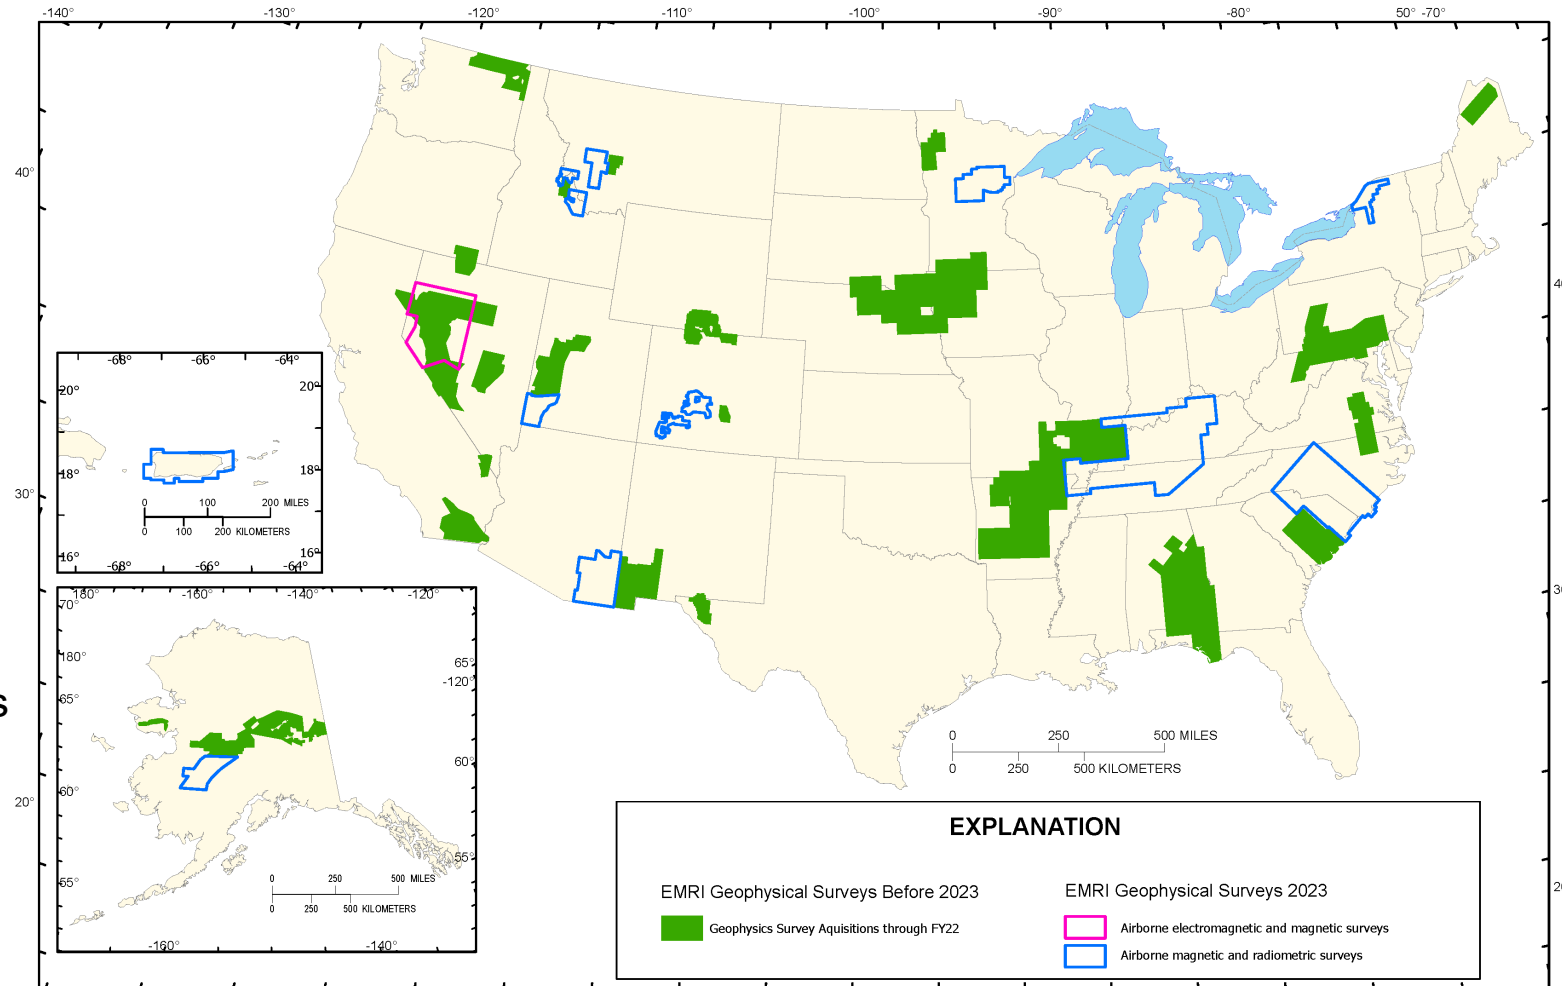 -140° -130° -120° -110° -100° -90° -80° 50° -70°
40°
30°
20°
-68° -66° -64°
20° 20°
18° 18°
16° 16°
-68° -66° -64°
0 100 200 MILES
0 100 200 KILOMETERS
70° -180° -160° -140° -120°
180° 65°
-120°
65°
60°
60°
55°
55°
-160° -140°
0 250 500 MILES
0 250 500 KILOMETERS
0 250 500 MILES
0 250 500 KILOMETERS
EXPLANATION
EMRI Geophysical Surveys Before 2023
Geophysics Survey Aquisitions through FY22
EMRI Geophysical Surveys 2023
Airborne electromagnetic and magnetic surveys
Airborne magnetic and radiometric surveys